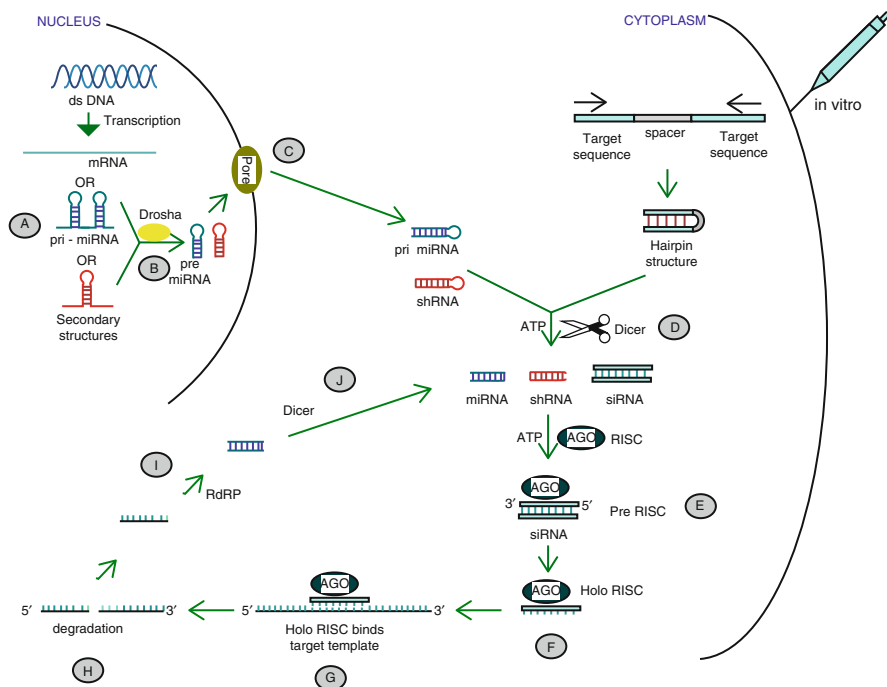 NUCLEUS
CYTOPLASM
ds DNA
Transcription
mRNA
OR
A
pri - miRNA
OR
Secondary
structures
Drosha
B
pre
miRNA
Pore
C
in vitro
Target
sequence
spacer
Target
sequence
Hairpin
structure
pri miRNA
shRNA
ATP
Dicer
D
miRNA
shRNA
siRNA
ATP
AGO
RISC
AGO
3′
5′
siRNA
Pre RISC
E
AGO
Holo RISC
F
AGO
5′
3′
Holo RISC binds
target template
G
5′
3′
degradation
H
I
RdRP
Dicer
J